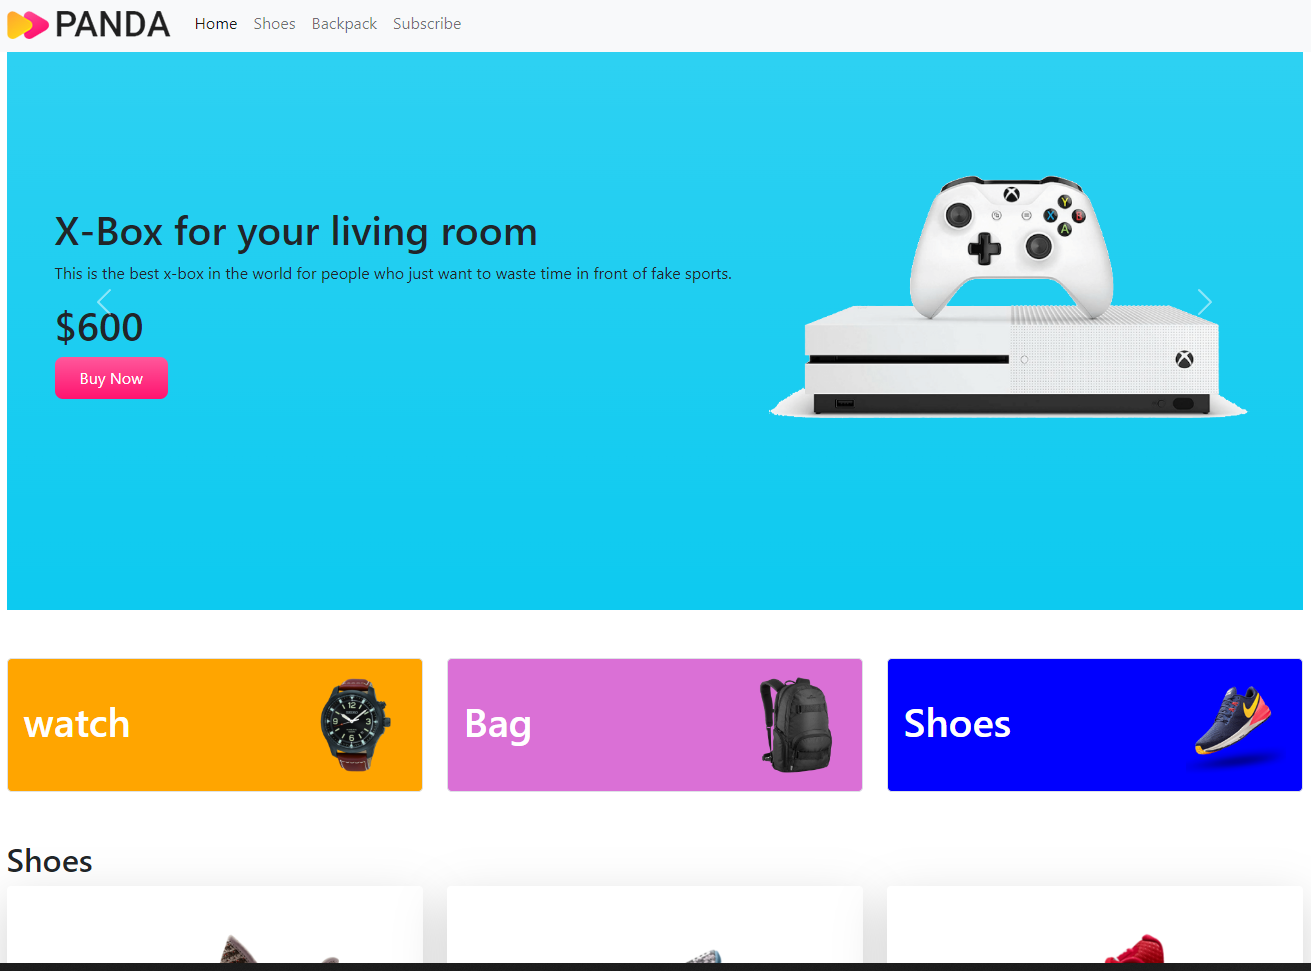 PANDA Home Shoes Backpack Subscribe
X-Box for your living room
This is the best x-box in the world for people who just want to waste time in front of fake sports.
$600
Buy Now
Y
X B
A
watch
Bag
Shoes
Shoes